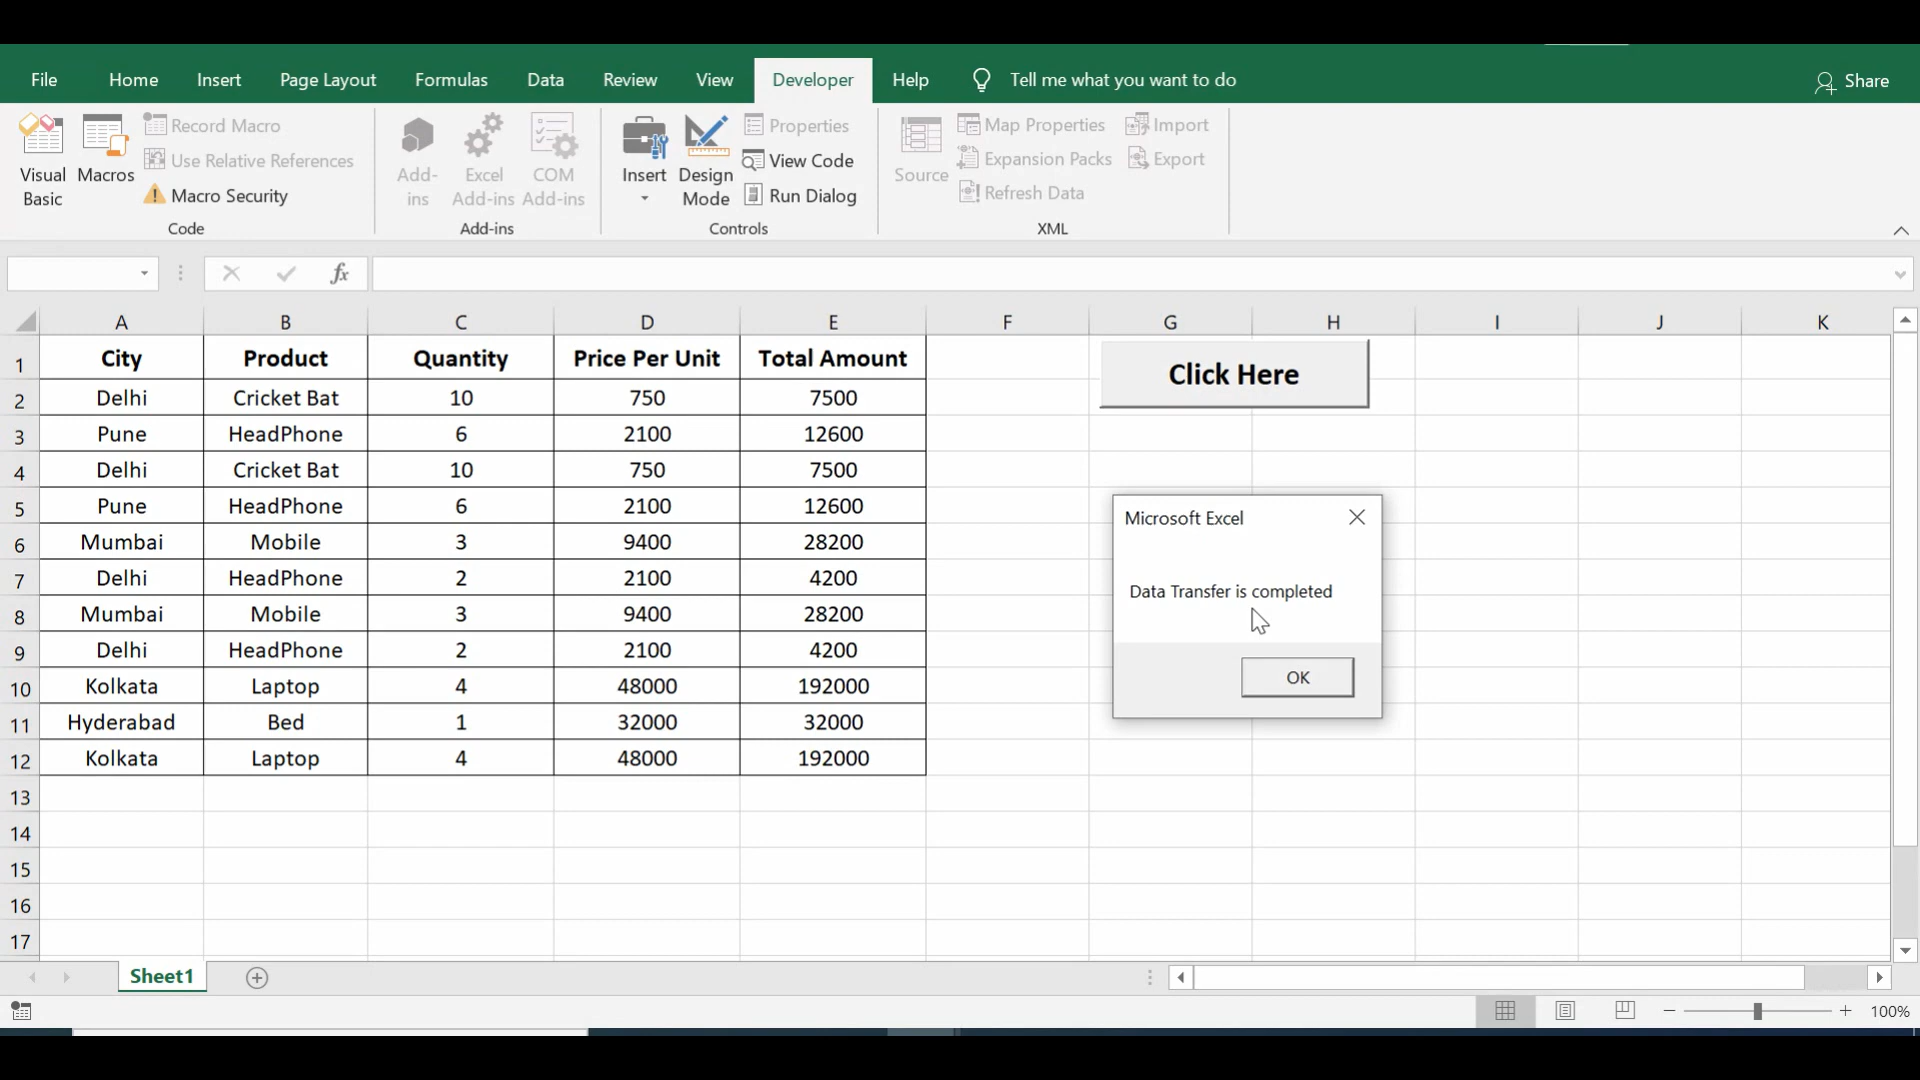 File Home Insert Page Layout Formulas Data Review View Developer Help Tell me what you want to do Share
Visual Basic
Macros
Record Macro
Use Relative References
Macro Security
Code
Add-ins
Excel Add-ins
COM Add-ins
Add-ins
Insert
Design Mode
Properties
View Code
Run Dialog
Controls
Source
Map Properties
Expansion Packs
Refresh Data
Import
Export
XML
fx
A B C D E F G H I J K
1 City Product Quantity Price Per Unit Total Amount
2 Delhi Cricket Bat 10 750 7500
3 Pune HeadPhone 6 2100 12600
4 Delhi Cricket Bat 10 750 7500
5 Pune HeadPhone 6 2100 12600
6 Mumbai Mobile 3 9400 28200
7 Delhi HeadPhone 2 2100 4200
8 Mumbai Mobile 3 9400 28200
9 Delhi HeadPhone 2 2100 4200
10 Kolkata Laptop 4 48000 192000
11 Hyderabad Bed 1 32000 32000
12 Kolkata Laptop 4 48000 192000
13
14
15
16
17
Click Here
Microsoft Excel
Data Transfer is completed
OK
Sheet1
100%